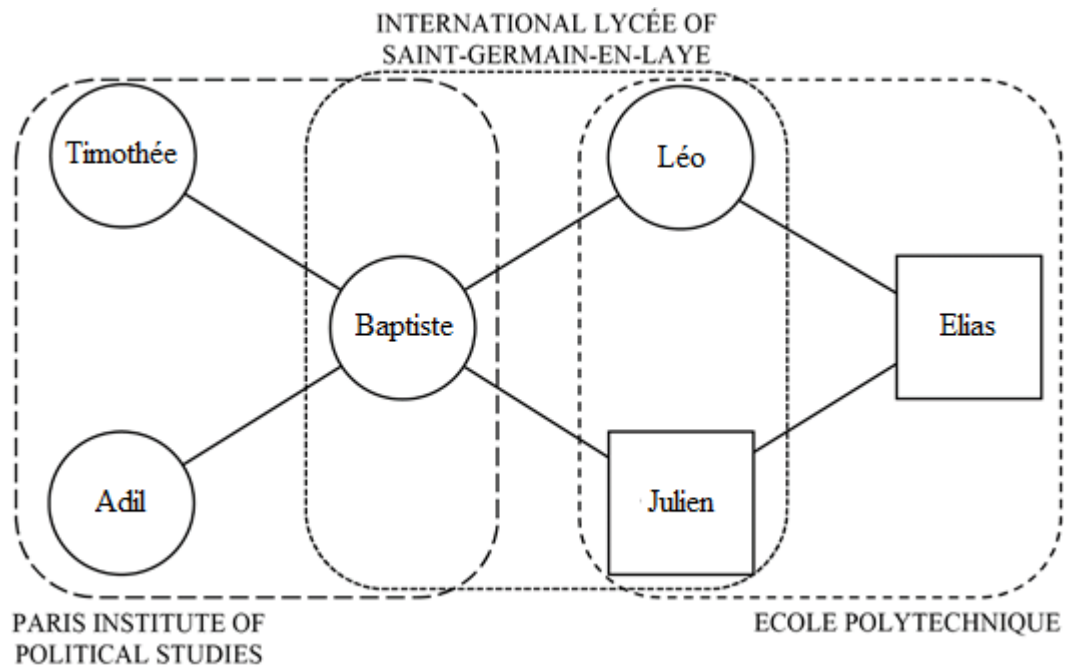 INTERNATIONAL LYCÉE OF
SAINT-GERMAIN-EN-LAYE
Timothée
Léo
Baptiste
Elias
Adil
Julien
PARIS INSTITUTE OF
POLITICAL STUDIES
ECOLE POLYTECHNIQUE